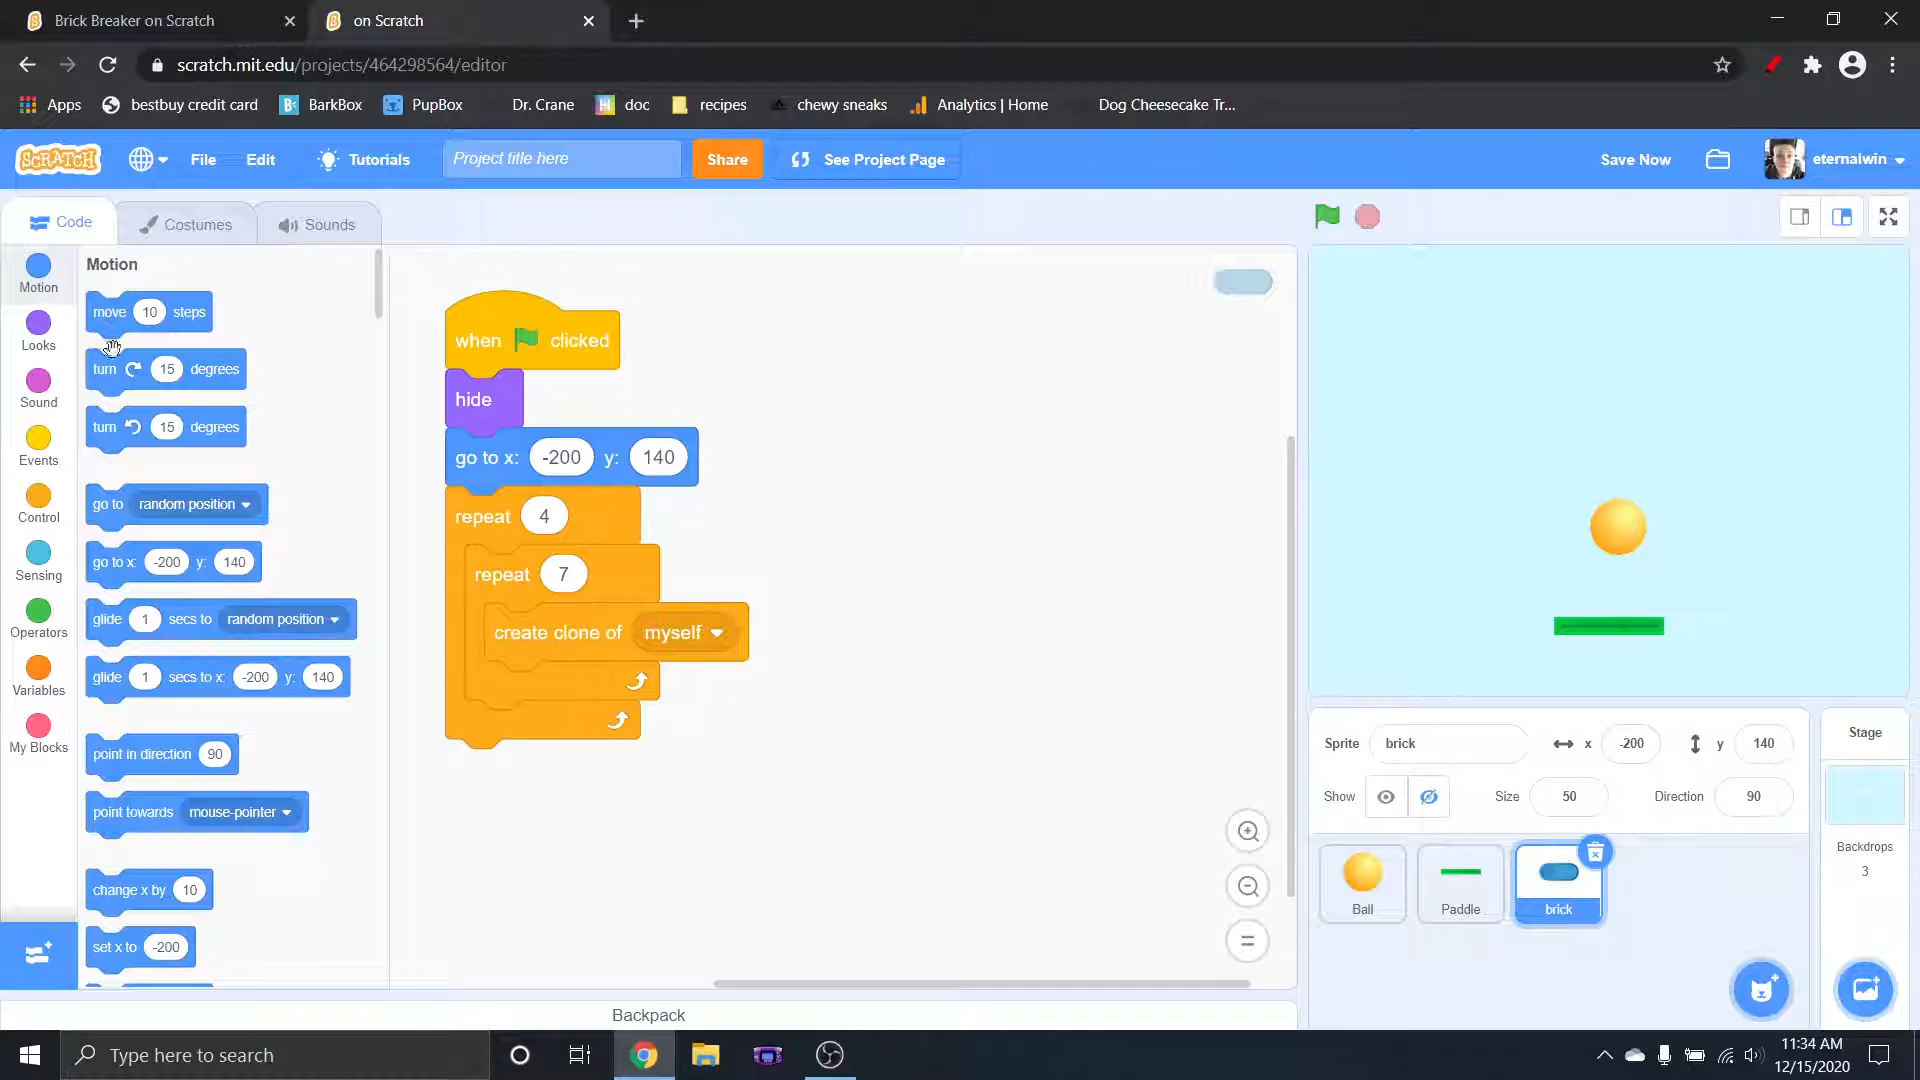 Brick Breaker on Scratch
on Scratch
scratch.mit.edu/projects/464298564/editor
Apps
bestbuy credit card
BarkBox
PupBox
Dr. Crane
doc
recipes
chewy sneaks
Analytics | Home
Dog Cheesecake Tr...
SCRATCH
File
Edit
Tutorials
Project title here
Share
See Project Page
Save Now
eternalwin
Code
Costumes
Sounds
Motion
Looks
Sound
Events
Control
Sensing
Operators
Variables
My Blocks
Motion
move 10 steps
turn 15 degrees
turn 15 degrees
go to random position
go to x: -200 y: 140
glide 1 secs to random position
glide 1 secs to x: -200 y: 140
point in direction 90
point towards mouse-pointer
change x by 10
set x to -200
when clicked
hide
go to x: -200 y: 140
repeat 4
repeat 7
create clone of myself
Sprite brick x -200 y 140
Show Size 50 Direction 90
Ball
Paddle
brick
Stage
Backdrops
3
Backpack
Type here to search
11:34 AM
12/15/2020